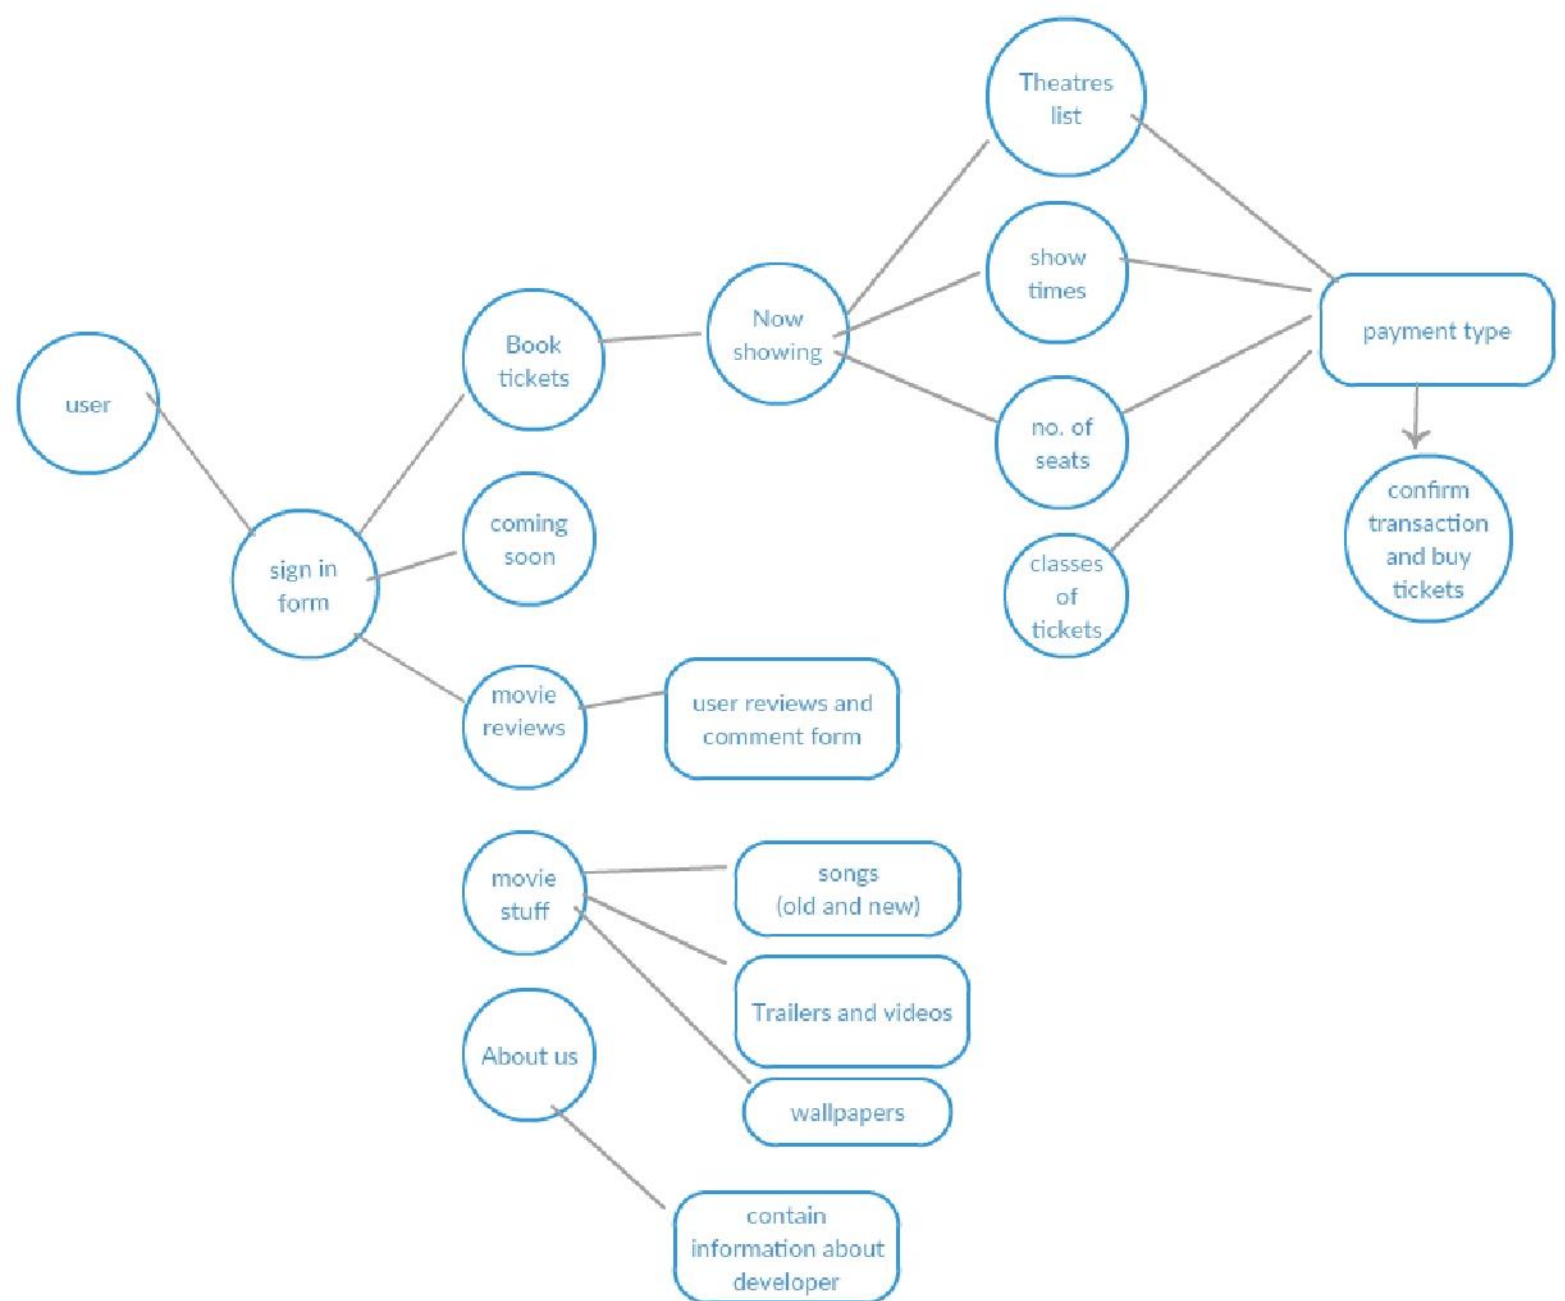 Theatres
list
show
times
Now
showing
Book
tickets
user
payment type
no. of
seats
confirm
transaction
and buy
tickets
coming
soon
sign in
form
classes
of
tickets
movie
reviews
user reviews and
comment form
movie
stuff
songs
(old and new)
Trailers and videos
About us
wallpapers
contain
information about
developer